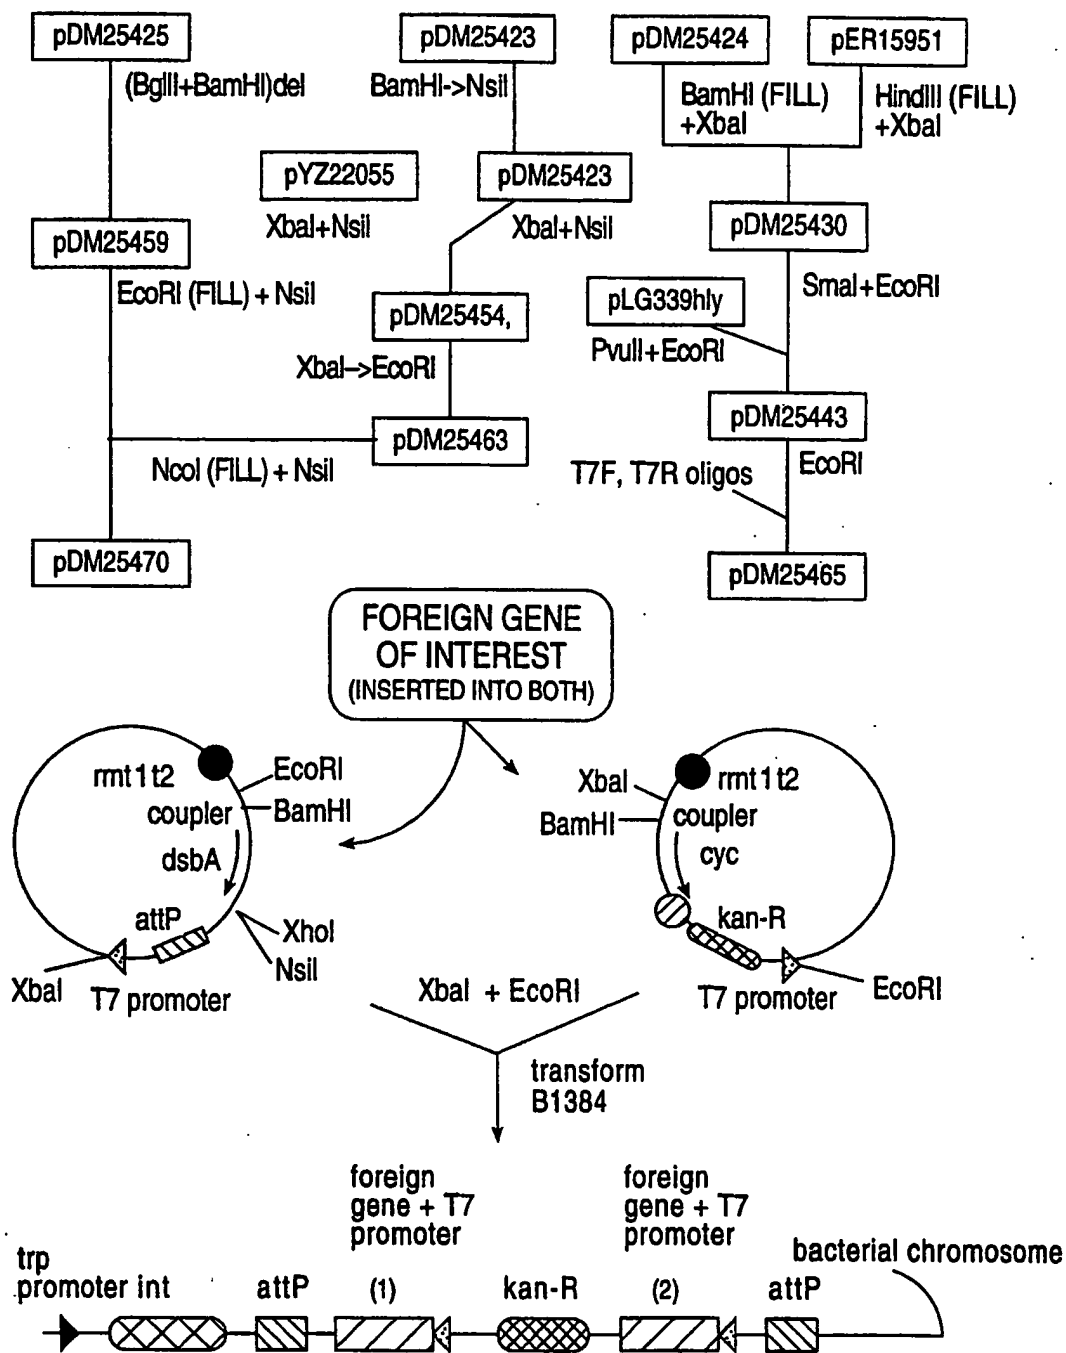 pDM25425
pDM25423
pDM25424
pER15951
(BglII+BamHI)del
BamHI->NsiI
BamHI (FILL)
+XbaI
HindIII (FILL)
+XbaI
pYZ22055
pDM25423
XbaI+NsiI
XbaI+NsiI
pDM25459
pDM25430
EcoRI (FILL) + NsiI
SmaI+EcoRI
pLG339hly
pDM25454,
PvuII+EcoRI
XbaI->EcoRI
pDM25443
pDM25463
EcoRI
NcoI (FILL) + NsiI
T7F, T7R oligos
pDM25470
pDM25465
FOREIGN GENE
OF INTEREST
(INSERTED INTO BOTH)
rrnt1t2
EcoRI
coupler
BamHI
dsbA
attP
XhoI
NsiI
XbaI
T7 promoter
XbaI
rrnt1t2
BamHI
coupler
cyc
kan-R
T7 promoter
EcoRI
XbaI + EcoRI
transform
B1384
foreign
gene + T7
promoter
foreign
gene + T7
promoter
trp
promoter int
attP
(1)
kan-R
(2)
attP
bacterial chromosome